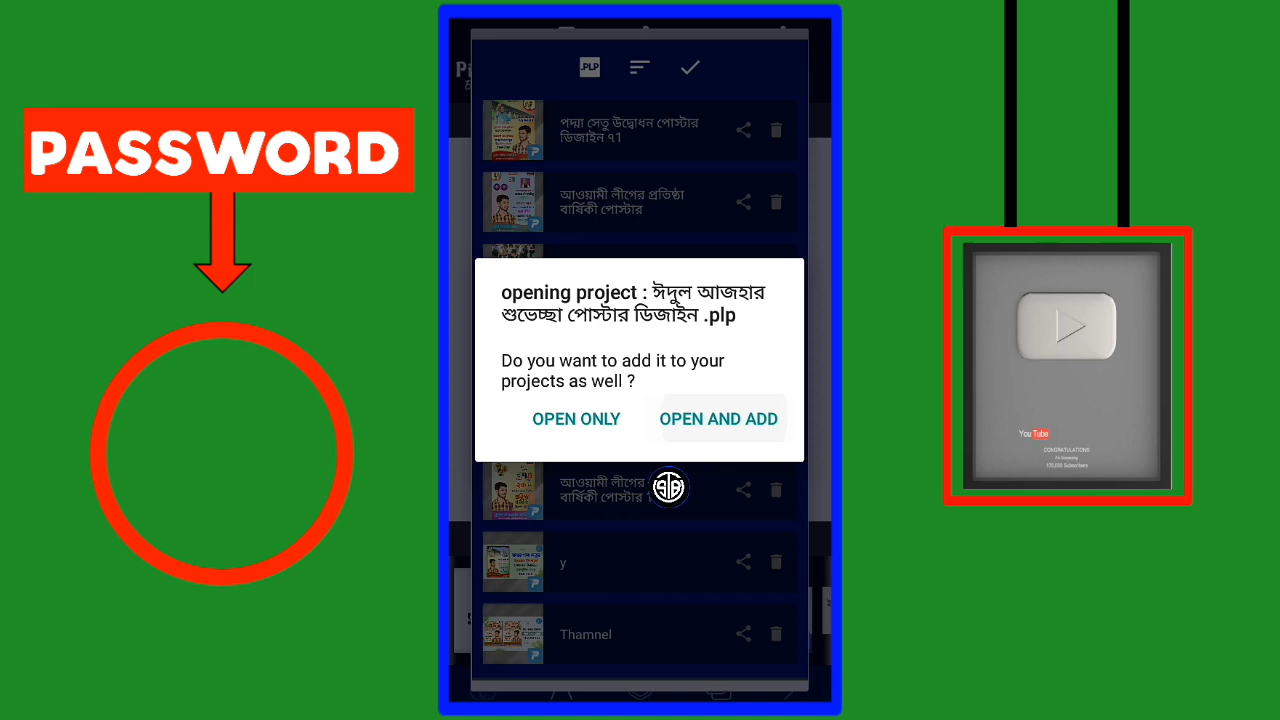 PASSWORD
.PLP
পদ্মা সেতু উদ্বোধন পোস্টার
ডিজাইন ৭1
আওয়ামী লীগের প্রতিষ্ঠা
বার্ষিকী পোস্টার
opening project : ঈদুল আজহার
শুভেচ্ছা পোস্টার ডিজাইন .plp
Do you want to add it to your
projects as well ?
OPEN ONLY
OPEN AND ADD
আওয়ামী লীগের
বার্ষিকী পোস্টার
y
Thamnel
YouTube
CONGRATULATIONS